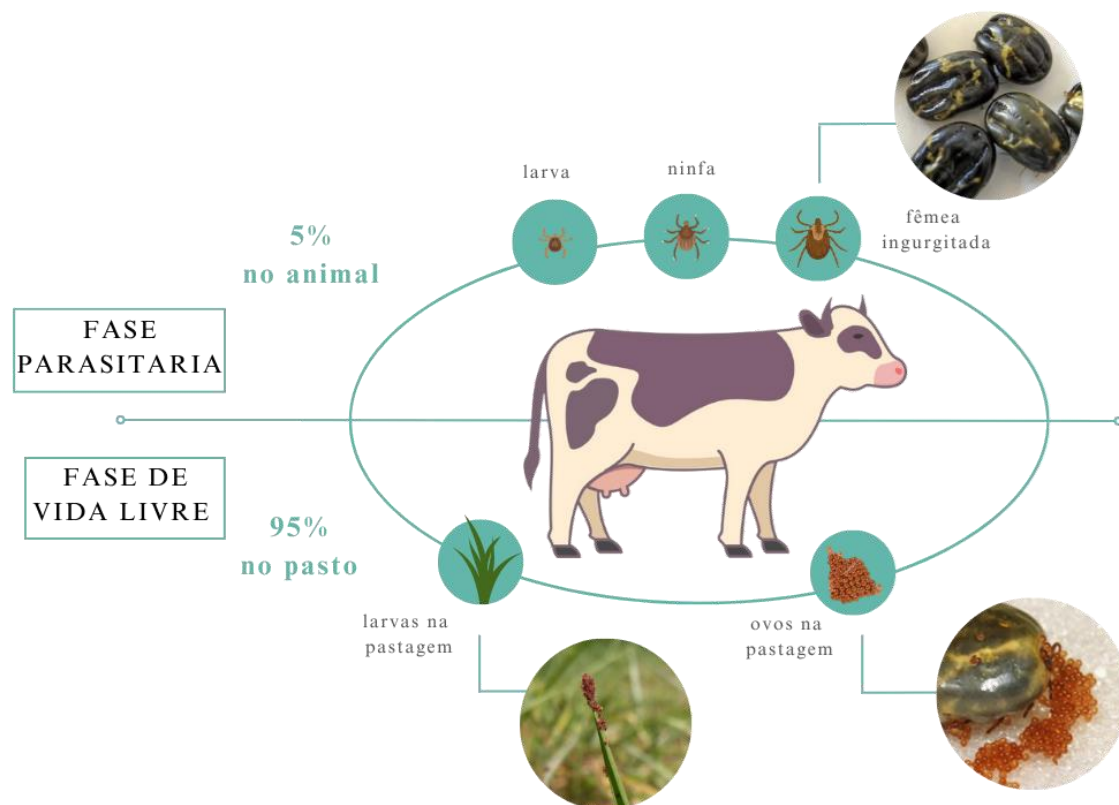 larva
ninfa
fêmea
ingurgitada
5%
no animal
FASE
PARASITARIA
FASE DE
VIDA LIVRE
95%
no pasto
larvas na
pastagem
ovos na
pastagem